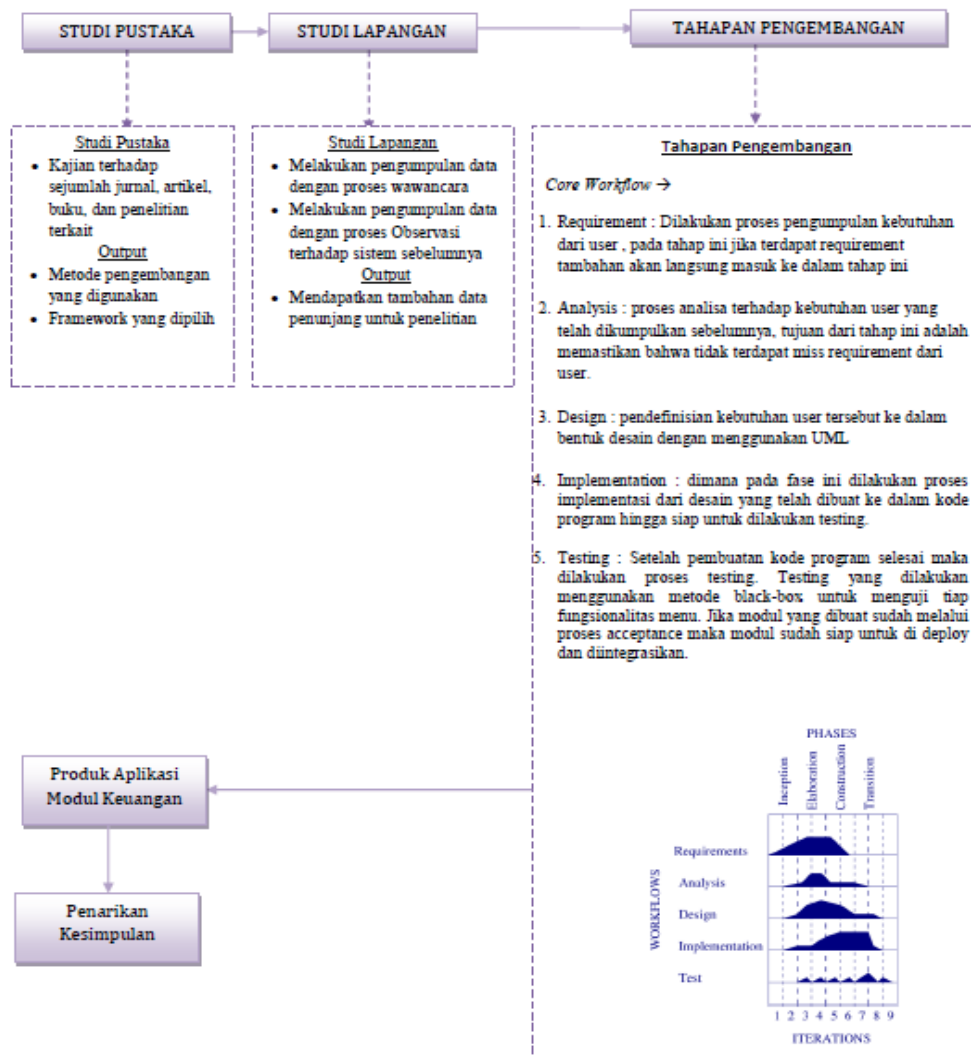 STUDI PUSTAKA
STUDI LAPANGAN
TAHAPAN PENGEMBANGAN
Studi Pustaka
• Kajian terhadap
sejumlah jurnal, artikel,
buku, dan penelitian
terkait
Output
• Metode pengembangan
yang digunakan
• Framework yang dipilih
Studi Lapangan
• Melakukan pengumpulan data
dengan proses wawancara
• Melakukan pengumpulan data
dengan proses Observasi
terhadap sistem sebelumnya
Output
• Mendapatkan tambahan data
penunjang untuk penelitian
Tahapan Pengembangan
Core Workflow →
1. Requirement : Dilakukan proses pengumpulan kebutuhan
dari user , pada tahap ini jika terdapat requirement
tambahan akan langsung masuk ke dalam tahap ini
2. Analysis : proses analisa terhadap kebutuhan user yang
telah dikumpulkan sebelumnya, tujuan dari tahap ini adalah
memastikan bahwa tidak terdapat miss requirement dari
user.
3. Design : pendefinisian kebutuhan user tersebut ke dalam
bentuk desain dengan menggunakan UML
4. Implementation : dimana pada fase ini dilakukan proses
implementasi dari desain yang telah dibuat ke dalam kode
program hingga siap untuk dilakukan testing.
5. Testing : Setelah pembuatan kode program selesai maka
dilakukan proses testing. Testing yang dilakukan
menggunakan metode black-box untuk menguji tiap
fungsionalitas menu. Jika modul yang dibuat sudah melalui
proses acceptance maka modul sudah siap untuk di deploy
dan diintegrasikan.
Produk Aplikasi
Modul Keuangan
Penarikan
Kesimpulan
PHASES
Inception
Elaboration
Construction
Transition
WORKFLOWS
Requirements
Analysis
Design
Implementation
Test
1 2 3 4 5 6 7 8 9
ITERATIONS